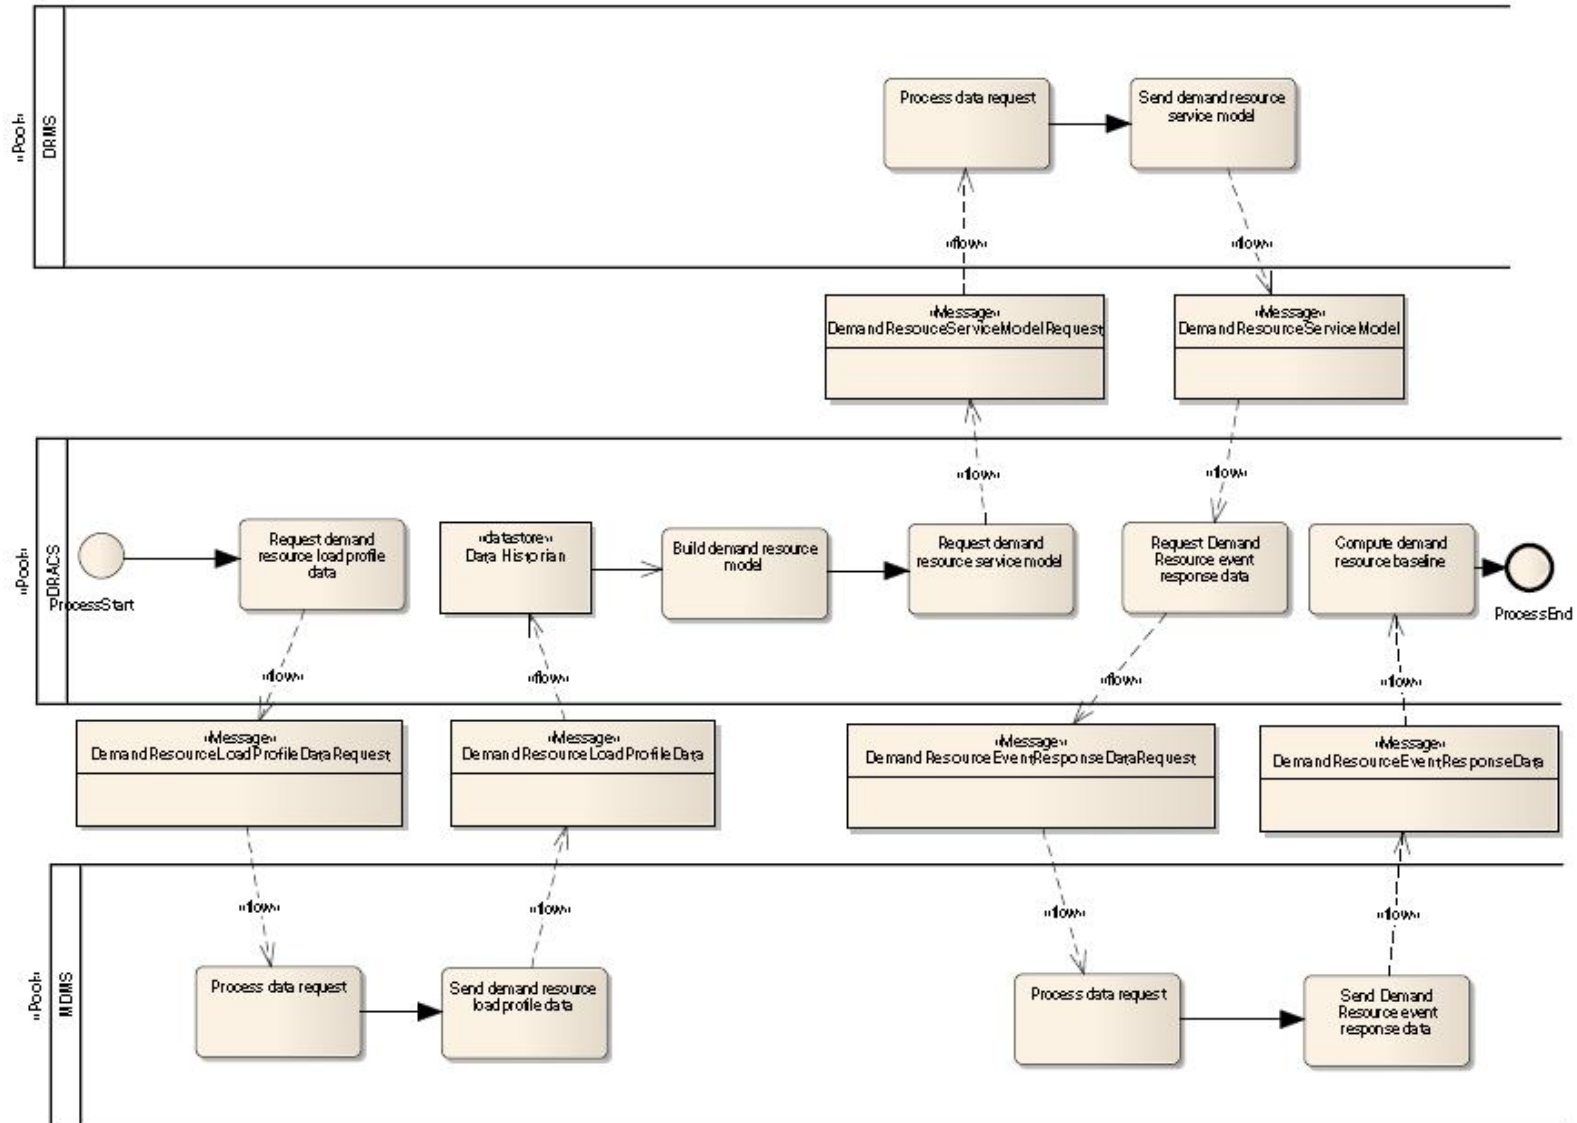 «Pool»
DRMS
Process data request
Send demand resource
service model
«flow»
«flow»
«Message»
DemandResouceServiceModelRequest
«Message»
DemandResourceServiceModel
«Pool»
DRACS
«flow»
«flow»
ProcessStart
Request demand
resource load profile
data
«datastore»
Data Historian
Build demand resource
model
Request demand
resource service model
Request Demand
Resource event
response data
Compute demand
resource baseline
ProcessEnd
«flow»
«flow»
«flow»
«flow»
«Message»
DemandResourceLoadProfileDataRequest
«Message»
DemandResourceLoadProfileData
«Message»
DemandResourceEventResponseDataRequest
«Message»
DemandResourceEventResponseData
«Pool»
MDMS
«flow»
«flow»
«flow»
«flow»
Process data request
Send demand resource
load profile data
Process data request
Send Demand
Resource event
response data